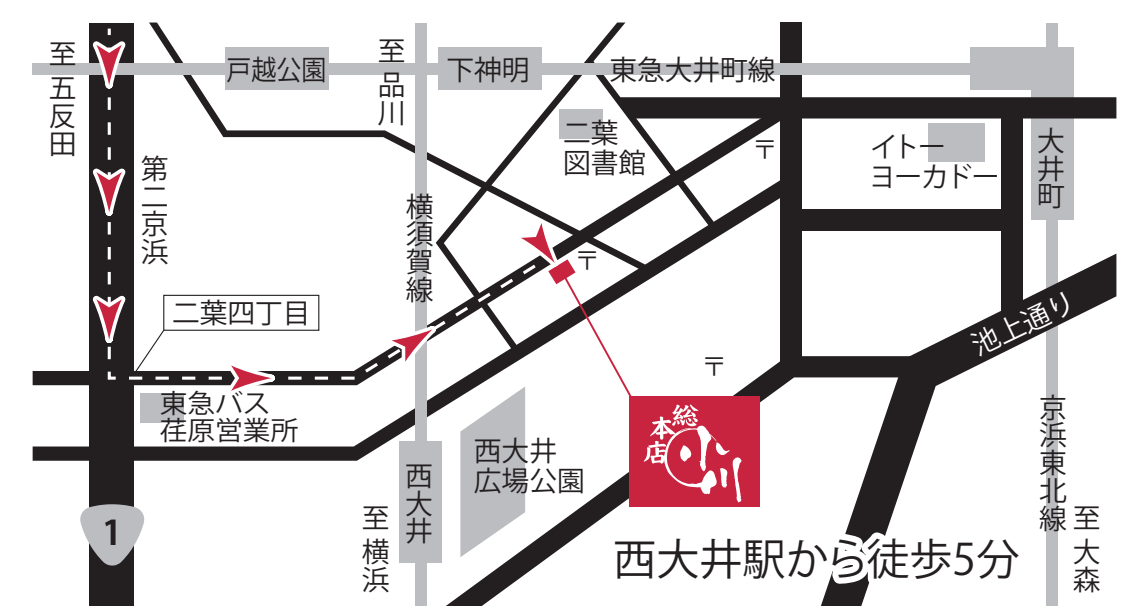 至五反田
戸越公園
至品川
下神明
東急大井町線
第二京浜
二葉
図書館
〒
イトー
ヨーカドー
大井町
横須賀線
〒
二葉四丁目
池上通り
〒
東急バス
荏原営業所
総本店
小川
西大井
広場公園
西大井
京浜東北線
1
至横浜
西大井駅から徒歩5分
至大森